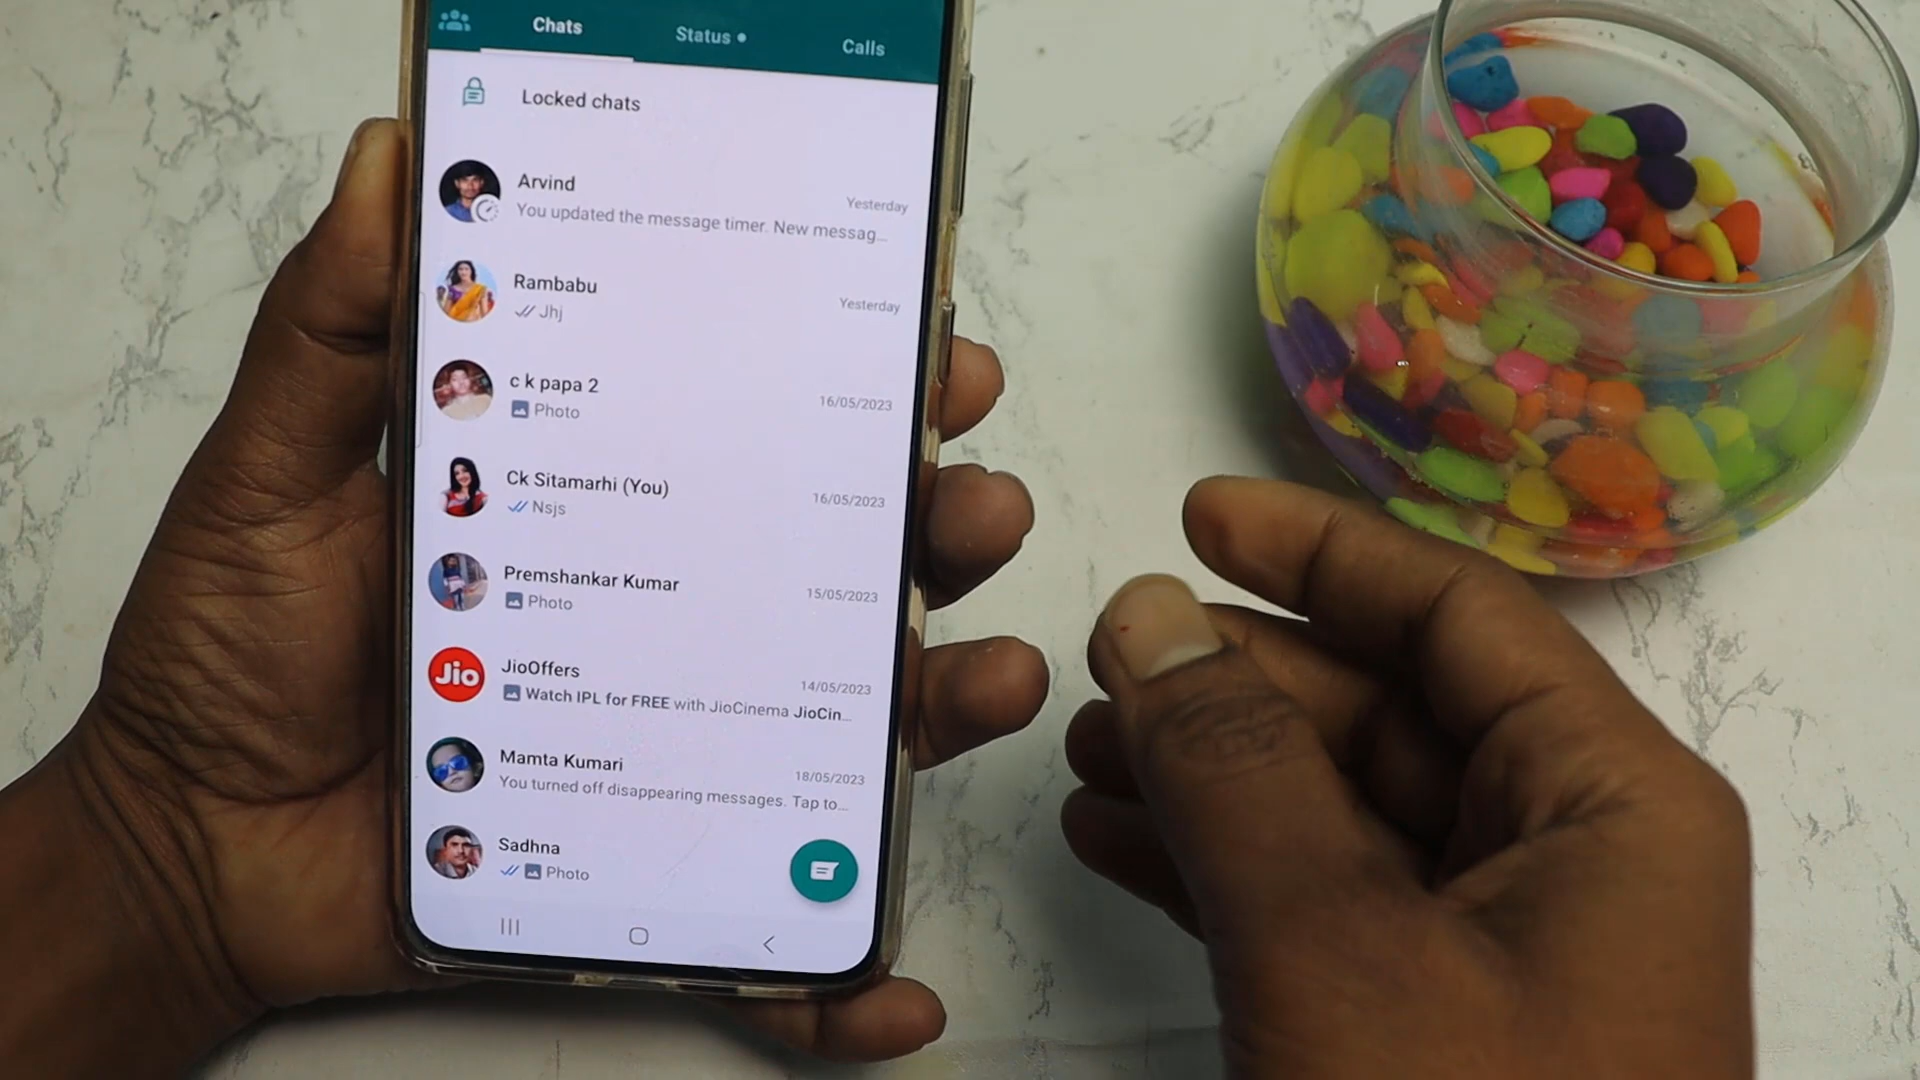 Chats Status Calls
Locked chats
Arvind
Yesterday
You updated the message timer. New messag...
Rambabu
Yesterday
Jhj
c k papa 2
16/05/2023
Photo
Ck Sitamarhi (You)
16/05/2023
Nsjs
Premshankar Kumar
15/05/2023
Photo
JioOffers
14/05/2023
Jio
Watch IPL for FREE with JioCinema JioCin...
Mamta Kumari
18/05/2023
You turned off disappearing messages. Tap to...
Sadhna
Photo